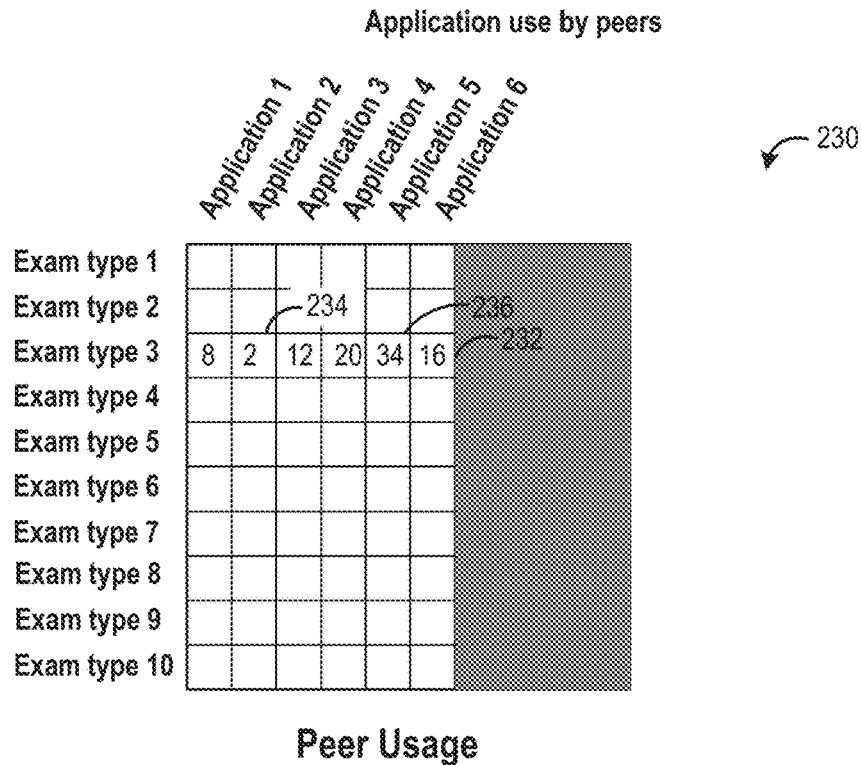 Application use by peers
Application 1
Application 2
Application 3
Application 4
Application 5
Application 6
230
Exam type 1
Exam type 2
234
236
Exam type 3
8 2 12 20 34 16
232
Exam type 4
Exam type 5
Exam type 6
Exam type 7
Exam type 8
Exam type 9
Exam type 10
Peer Usage